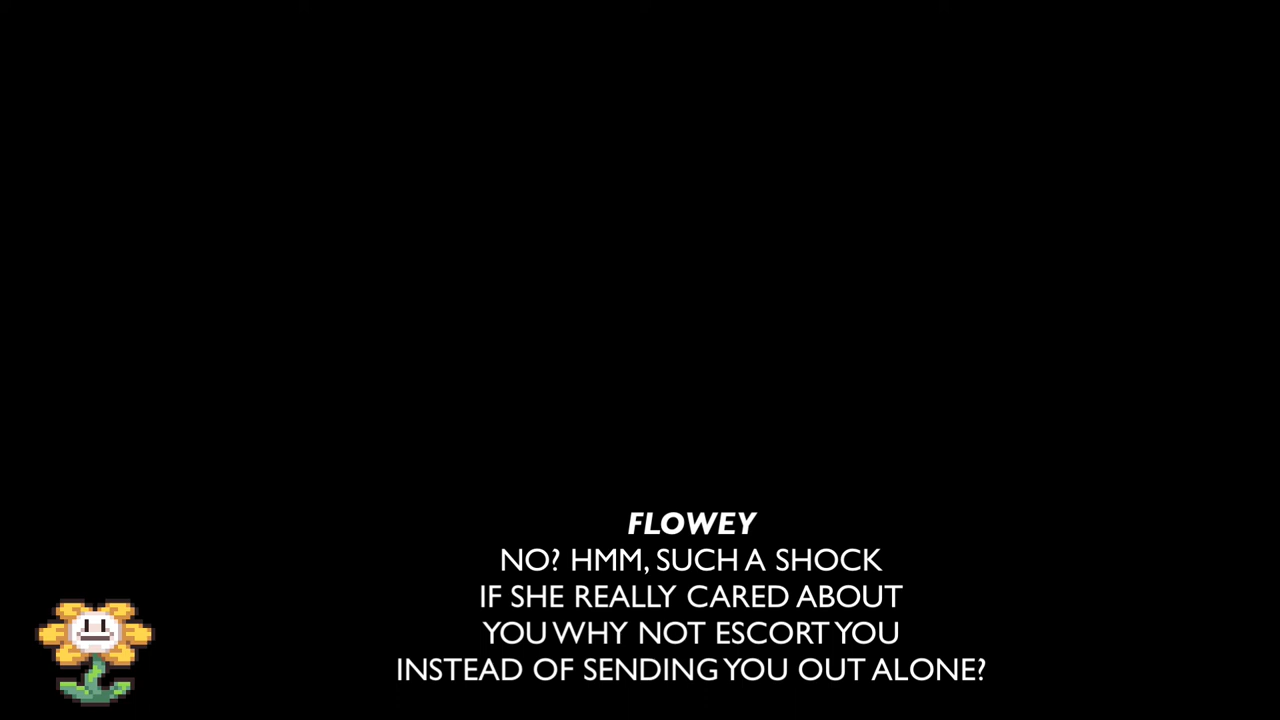 FLOWEY
NO? HMM, SUCH A SHOCK
IF SHE REALLY CARED ABOUT
YOU WHY NOT ESCORT YOU
INSTEAD OF SENDING YOU OUT ALONE?